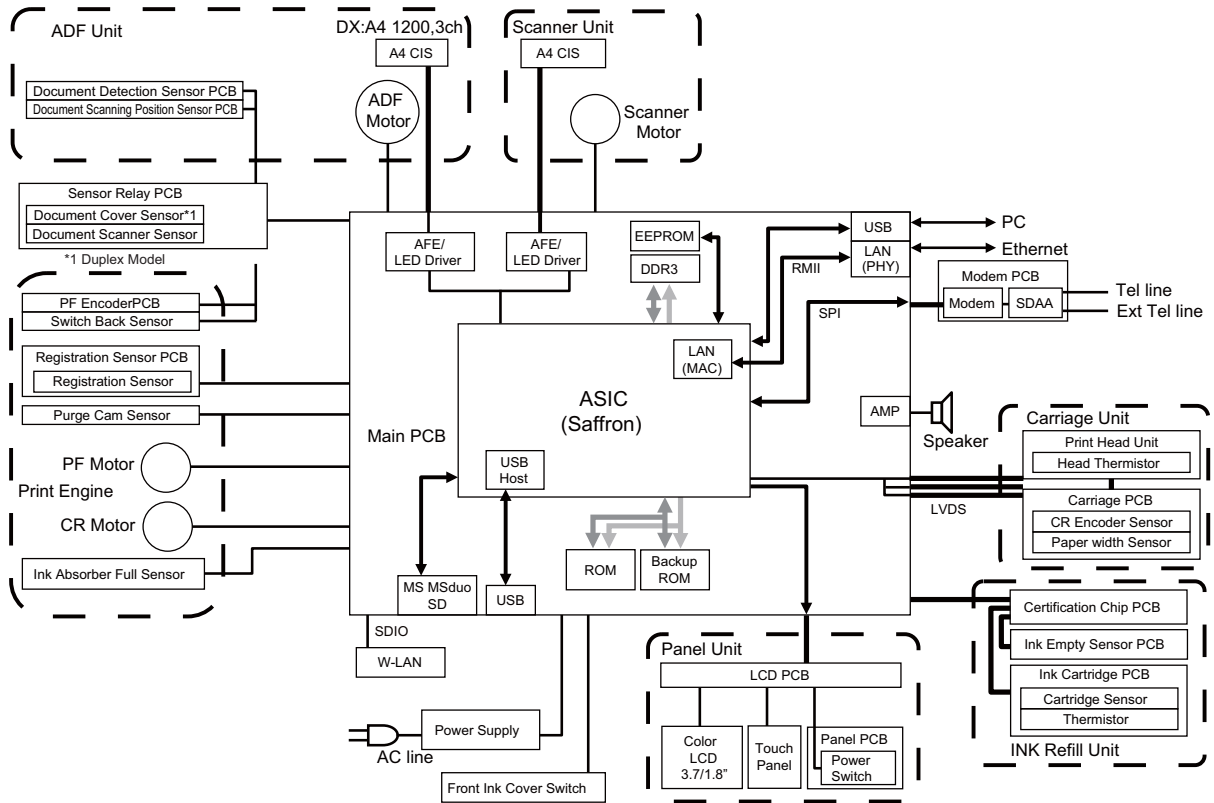 ADF Unit
DX:A4 1200,3ch
A4 CIS
Document Detection Sensor PCB
Document Scanning Position Sensor PCB
ADF
Motor
Scanner Unit
A4 CIS
Scanner
Motor
Sensor Relay PCB
Document Cover Sensor*1
Document Scanner Sensor
*1 Duplex Model
PF EncoderPCB
Switch Back Sensor
Registration Sensor PCB
Registration Sensor
Purge Cam Sensor
PF Motor
Print Engine
CR Motor
Ink Absorber Full Sensor
AFE/
LED Driver
AFE/
LED Driver
EEPROM
DDR3
RMII
USB
LAN
(PHY)
PC
Ethernet
Modem PCB
Modem
SDAA
Tel line
Ext Tel line
SPI
LAN
(MAC)
ASIC
(Saffron)
Main PCB
USB
Host
AMP
Speaker
Carriage Unit
Print Head Unit
Head Thermistor
LVDS
Carriage PCB
CR Encoder Sensor
Paper width Sensor
ROM
Backup
ROM
MS MSduo
SD
USB
SDIO
W-LAN
Certification Chip PCB
Ink Empty Sensor PCB
Ink Cartridge PCB
Cartridge Sensor
Thermistor
INK Refill Unit
Panel Unit
LCD PCB
Color
LCD
3.7/1.8”
Touch
Panel
Panel PCB
Power
Switch
AC line
Power Supply
Front Ink Cover Switch